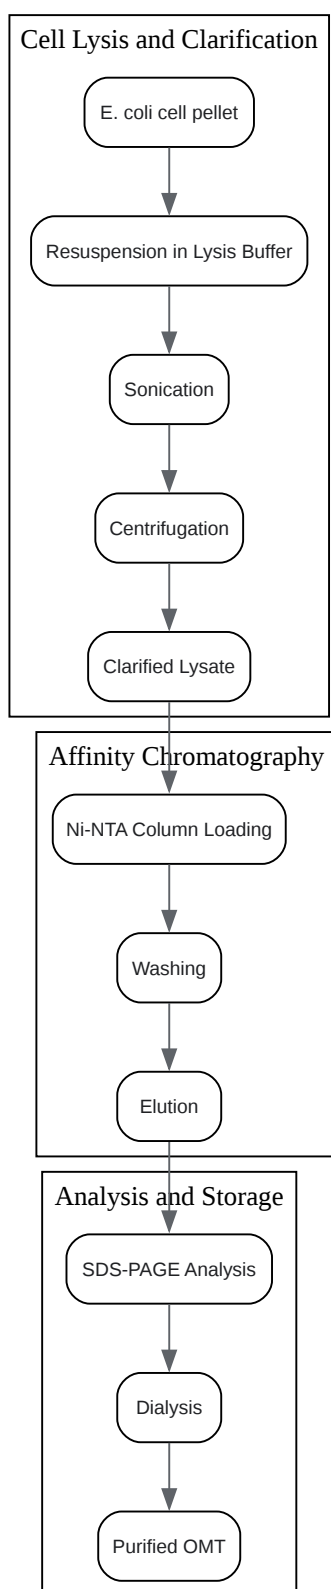 Cell Lysis and Clarification
E. coli cell pellet
Resuspension in Lysis Buffer
Sonication
Centrifugation
Clarified Lysate
Affinity Chromatography
Ni-NTA Column Loading
Washing
Elution
Analysis and Storage
SDS-PAGE Analysis
Dialysis
Purified OMT